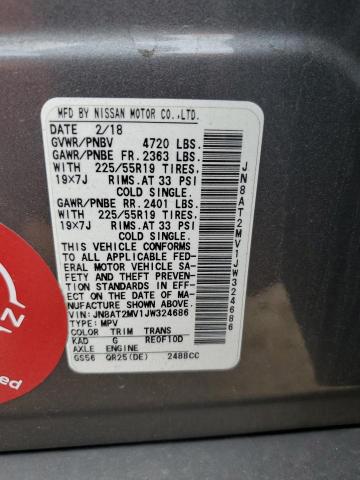 MFD BY NISSAN MOTOR CO.,LTD.
DATE 2/18
GVWR/PNBV 4720 LBS.
GAWR/PNBE FR. 2363 LBS.
WITH 225/55R19 TIRES,
19X7J RIMS.AT 33 PSI
COLD SINGLE.
GAWR/PNBE RR. 2401 LBS.
WITH 225/55R19 TIRES,
19X7J RIMS.AT 33 PSI
COLD SINGLE.
THIS VEHICLE CONFORMS
TO ALL APPLICABLE FED-
ERAL MOTOR VEHICLE SA-
FETY AND THEFT PREVEN-
TION STANDARDS IN EFFECT
ON THE DATE OF MA-
NUFACTURE SHOWN ABOVE.
VIN: JN8AT2MV1JW324686
TYPE: MPV
COLOR TRIM TRANS
KAD G RE0F10D
AXLE ENGINE
GS56 QR25(DE) 2488CC
JN8AT2MV1JW324686